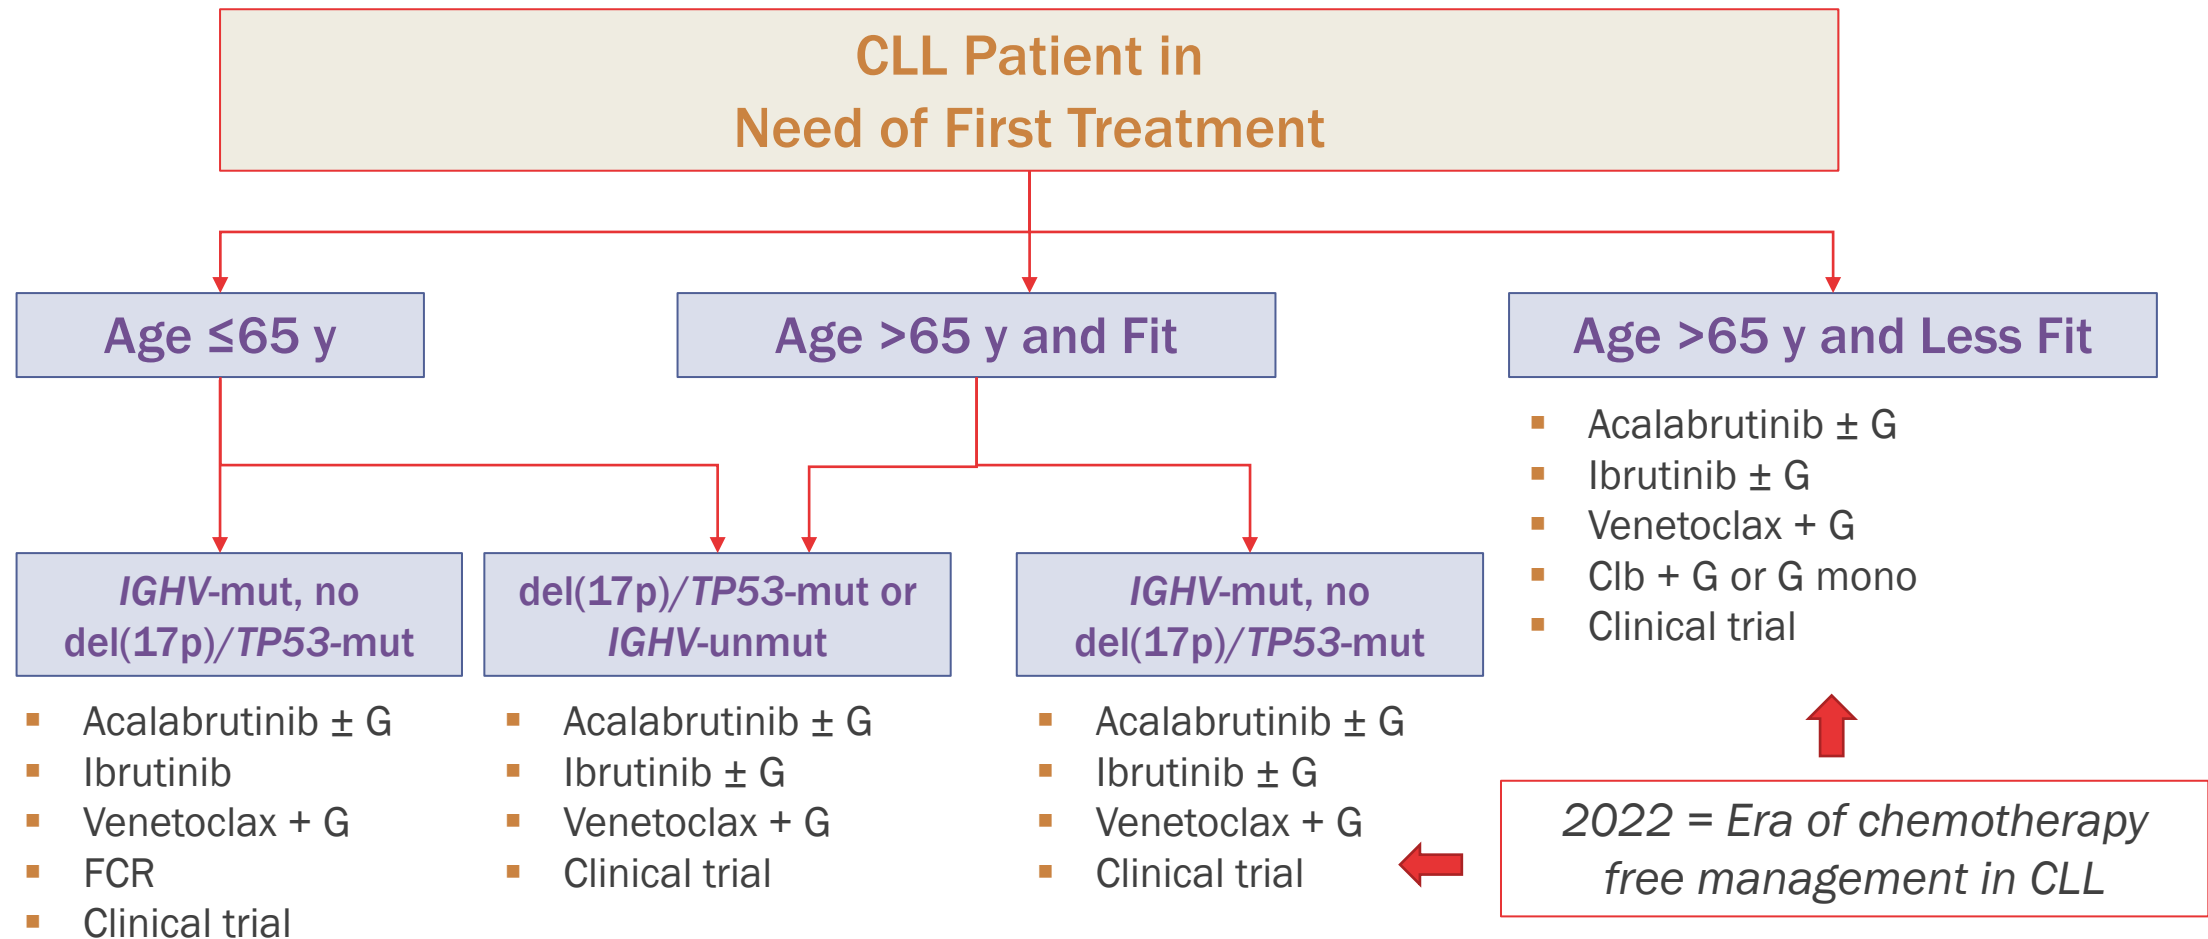 CLL Patient in
Need of First Treatment
Age ≤65 y
Age >65 y and Fit
Age >65 y and Less Fit
▪ Acalabrutinib ± G
▪ Ibrutinib ± G
▪ Venetoclax + G
▪ Clb + G or G mono
▪ Clinical trial
IGHV-mut, no
del(17p)/TP53-mut
▪ Acalabrutinib ± G
▪ Ibrutinib
▪ Venetoclax + G
▪ FCR
▪ Clinical trial
del(17p)/TP53-mut or
IGHV-unmut
▪ Acalabrutinib ± G
▪ Ibrutinib ± G
▪ Venetoclax + G
▪ Clinical trial
IGHV-mut, no
del(17p)/TP53-mut
▪ Acalabrutinib ± G
▪ Ibrutinib ± G
▪ Venetoclax + G
▪ Clinical trial
2022 = Era of chemotherapy
free management in CLL